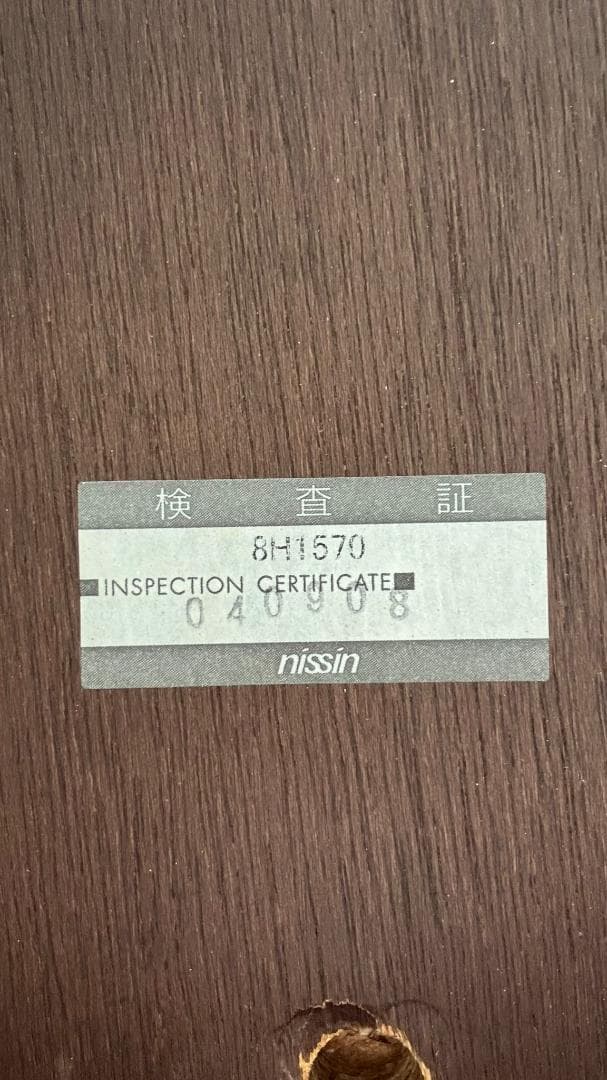 検 査 証
8H1570
INSPECTION CERTIFICATE
040908
nissin